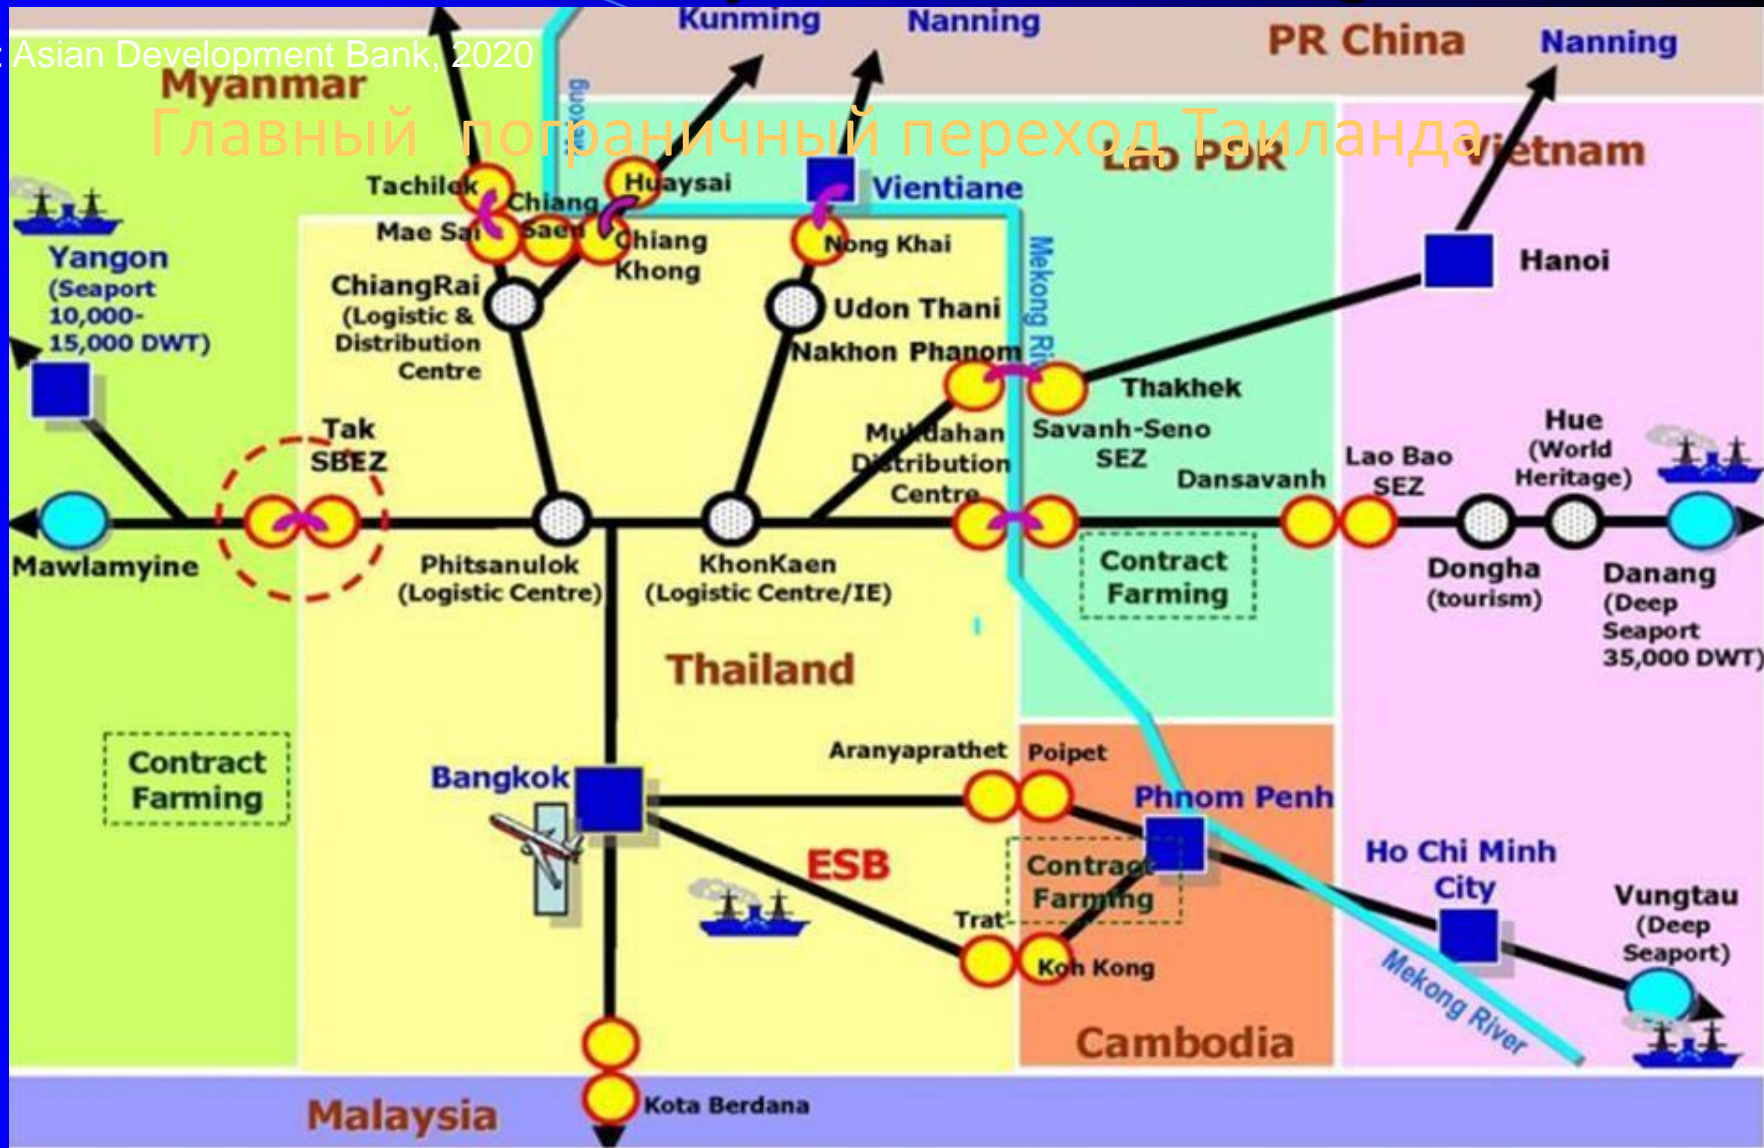 Kunming
Nanning
PR China
Nanning
: Asian Development Bank, 2020
Myanmar
Mekong
Главный пограничный переход Таиланда
Lao PDR
Vietnam
Tachilek
Huaysai
Vientiane
Chiang
Saen
Mae Sai
Chiang
Khong
Nong Khai
Mekong River
Yangon
(Seaport
10,000-
15,000 DWT)
Hanoi
ChiangRai
(Logistic &
Distribution
Centre
Udon Thani
Nakhon Phanom
Thakhek
Tak
SBEZ
Mukdahan
Distribution
Centre
Savanh-Seno
SEZ
Dansavanh
Lao Bao
SEZ
Hue
(World
Heritage)
Mawlamyine
Phitsanulok
(Logistic Centre)
KhonKaen
(Logistic Centre/IE)
Contract
Farming
Dongha
(tourism)
Danang
(Deep
Seaport
35,000 DWT)
Thailand
Contract
Farming
Bangkok
Aranyaprathet
Poipet
Phnom Penh
ESB
Contract
Farming
Ho Chi Minh
City
Vungtau
(Deep
Seaport)
Trat
Koh Kong
Mekong River
Cambodia
Malaysia
Kota Berdana